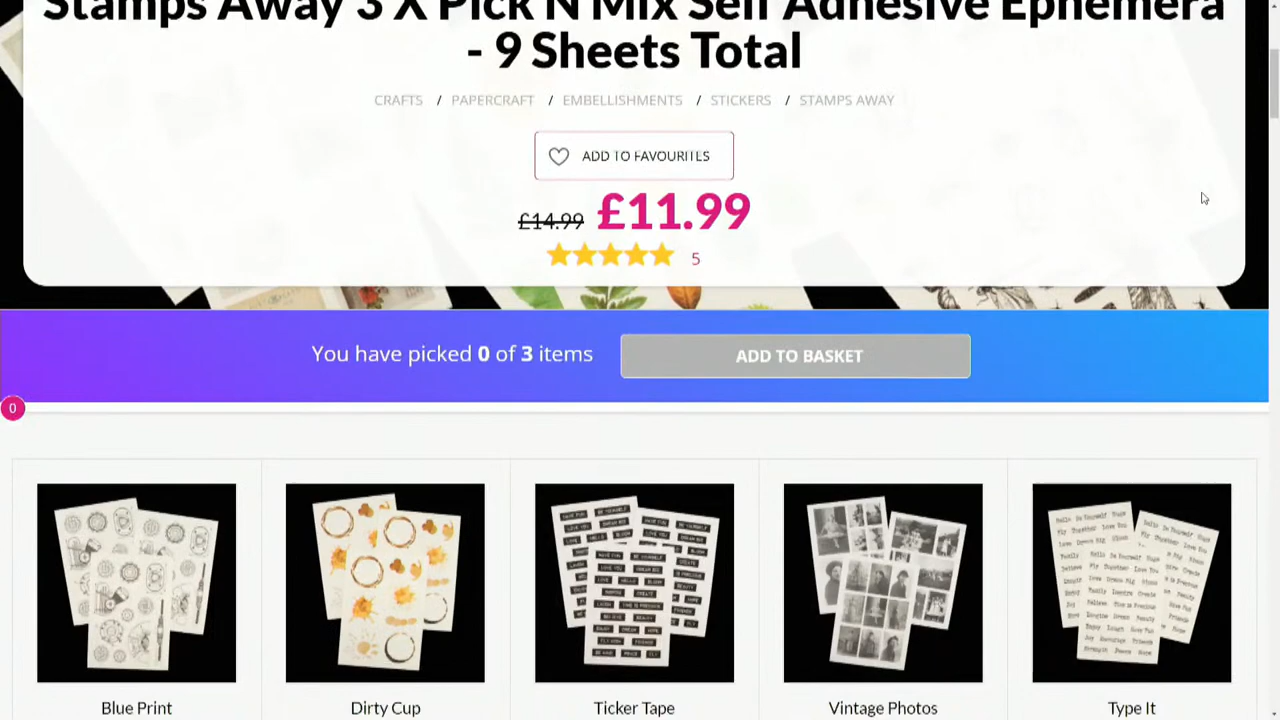 Stamps Away 3 X Pick N Mix Self Adhesive Ephemera
- 9 Sheets Total
CRAFTS / PAPERCRAFT / EMBELLISHMENTS / STICKERS / STAMPS AWAY
ADD TO FAVOURITES
£14.99 £11.99
5
You have picked 0 of 3 items ADD TO BASKET
0
Blue Print Dirty Cup Ticker Tape Vintage Photos Type It